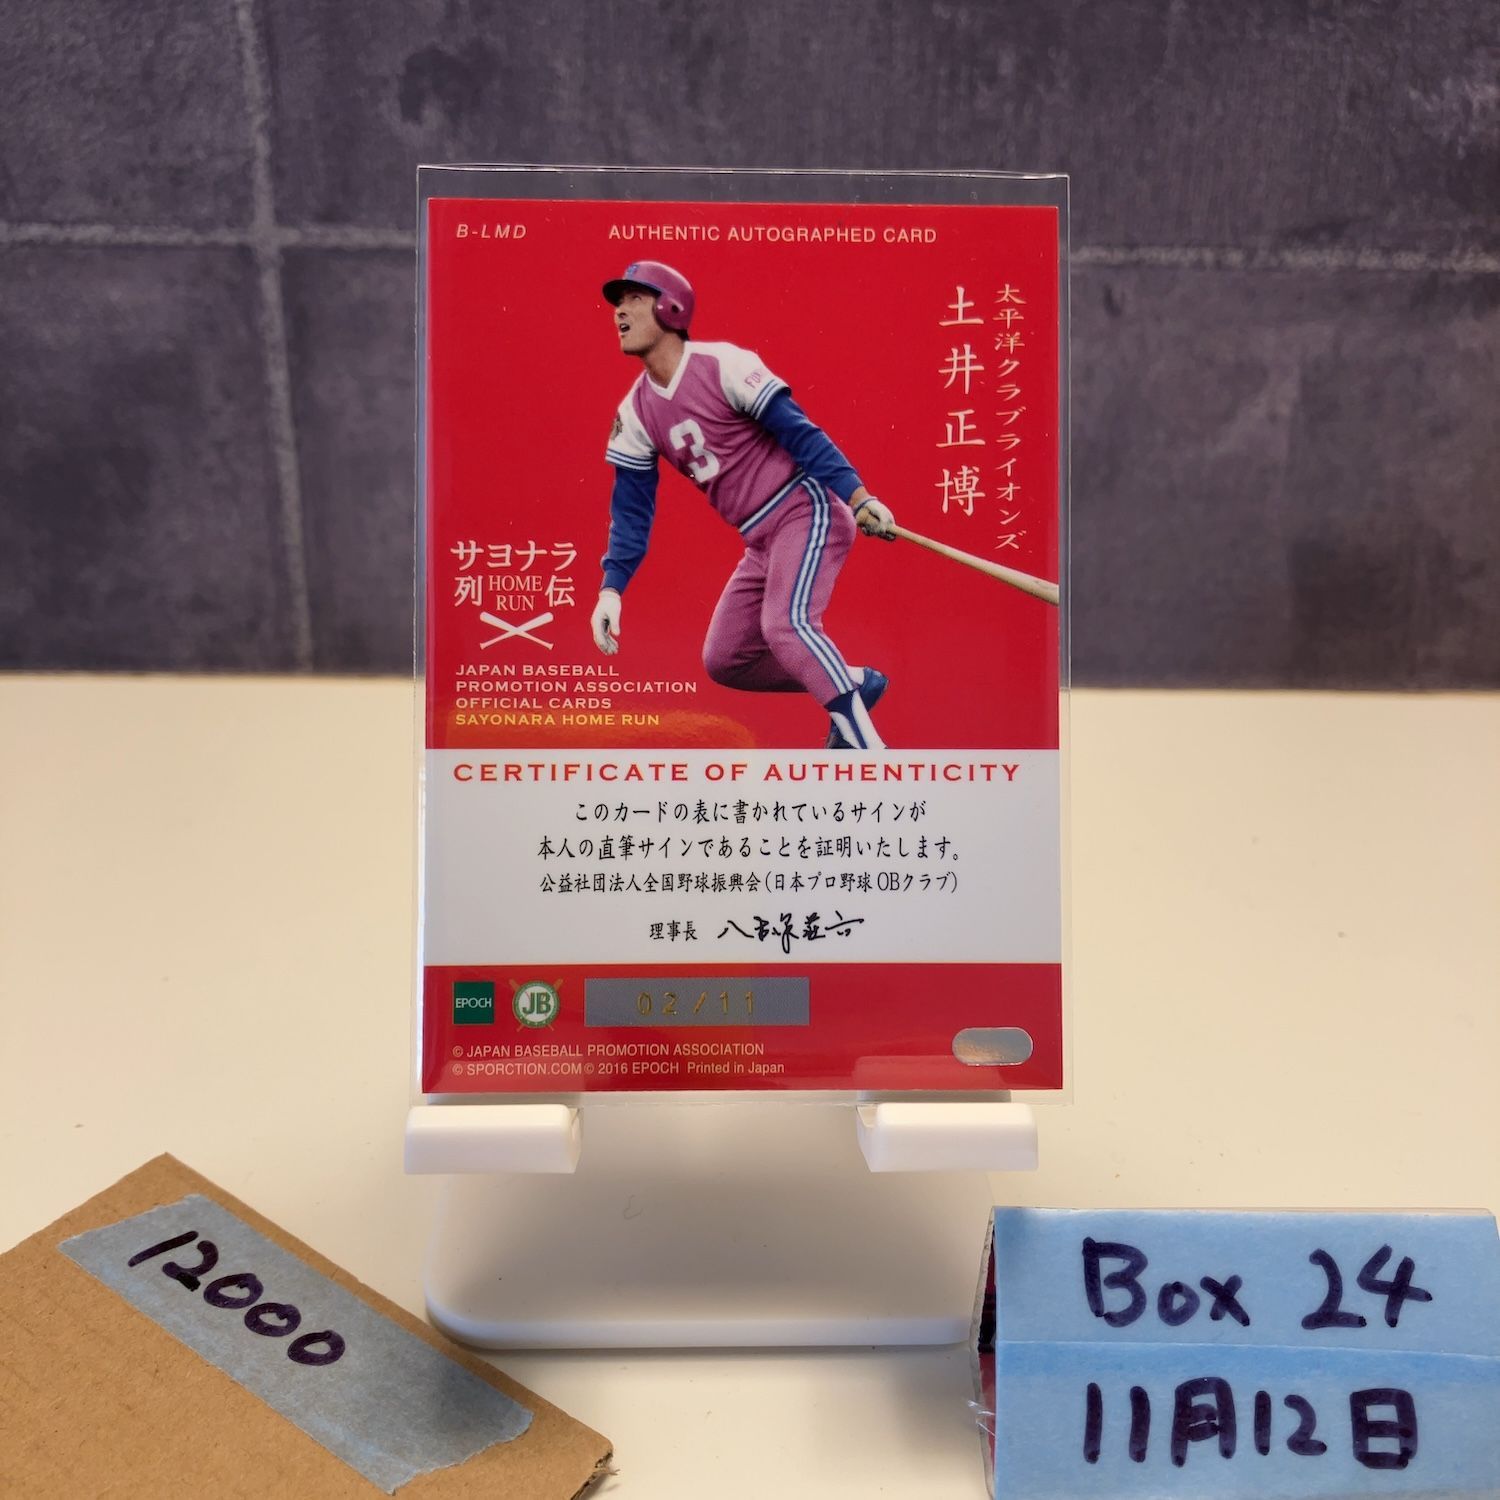 B-LMD
AUTHENTIC AUTOGRAPHED CARD
太平洋クラブライオンズ
土井正博
3
サヨナラ
列 HOME RUN 伝
JAPAN BASEBALL
PROMOTION ASSOCIATION
OFFICIAL CARDS
SAYONARA HOME RUN
CERTIFICATE OF AUTHENTICITY
このカードの表に書かれているサインが
本人の直筆サインであることを証明いたします。
公益社団法人全国野球振興会(日本プロ野球OBクラブ)
理事長 八木沢荘六
EPOCH
JB
02/11
© JAPAN BASEBALL PROMOTION ASSOCIATION
© SPORCTION.COM © 2016 EPOCH Printed in Japan
12000
Box 24
11月12日